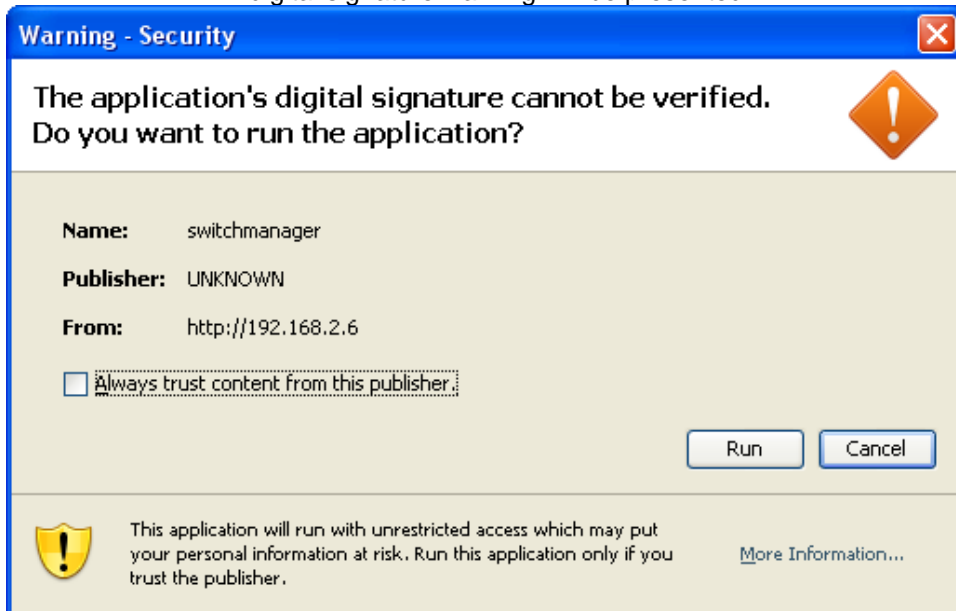 Warning - Security
The application's digital signature cannot be verified.
Do you want to run the application?
Name: switchmanager
Publisher: UNKNOWN
From: http://192.168.2.6
Always trust content from this publisher.
Run Cancel
This application will run with unrestricted access which may put
your personal information at risk. Run this application only if you
trust the publisher.
More Information...